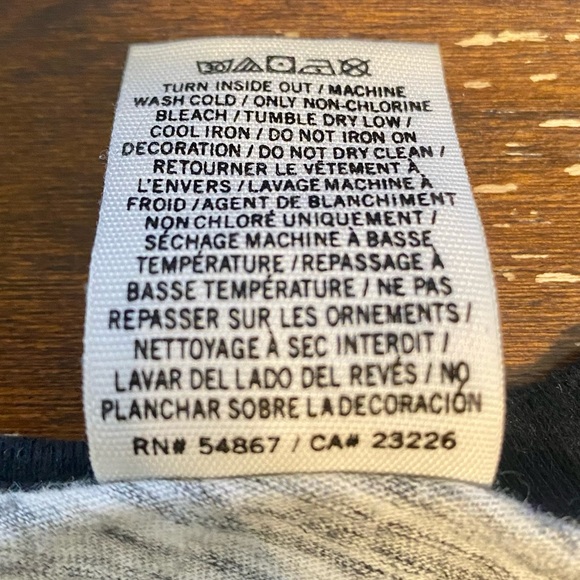 30
TURN INSIDE OUT / MACHINE
WASH COLD / ONLY NON-CHLORINE
BLEACH / TUMBLE DRY LOW /
COOL IRON / DO NOT IRON ON
DECORATION / DO NOT DRY CLEAN /
RETOURNER LE VÊTEMENT À
L'ENVERS / LAVAGE MACHINE À
FROID / AGENT DE BLANCHIMENT
NON CHLORÉ UNIQUEMENT /
SÉCHAGE MACHINE À BASSE
TEMPÉRATURE / REPASSAGE À
BASSE TEMPÉRATURE / NE PAS
REPASSER SUR LES ORNEMENTS /
NETTOYAGE À SEC INTERDIT /
LAVAR DEL LADO DEL REVÉS / NO
PLANCHAR SOBRE LA DECORACIÓN
RN# 54867 / CA# 23226